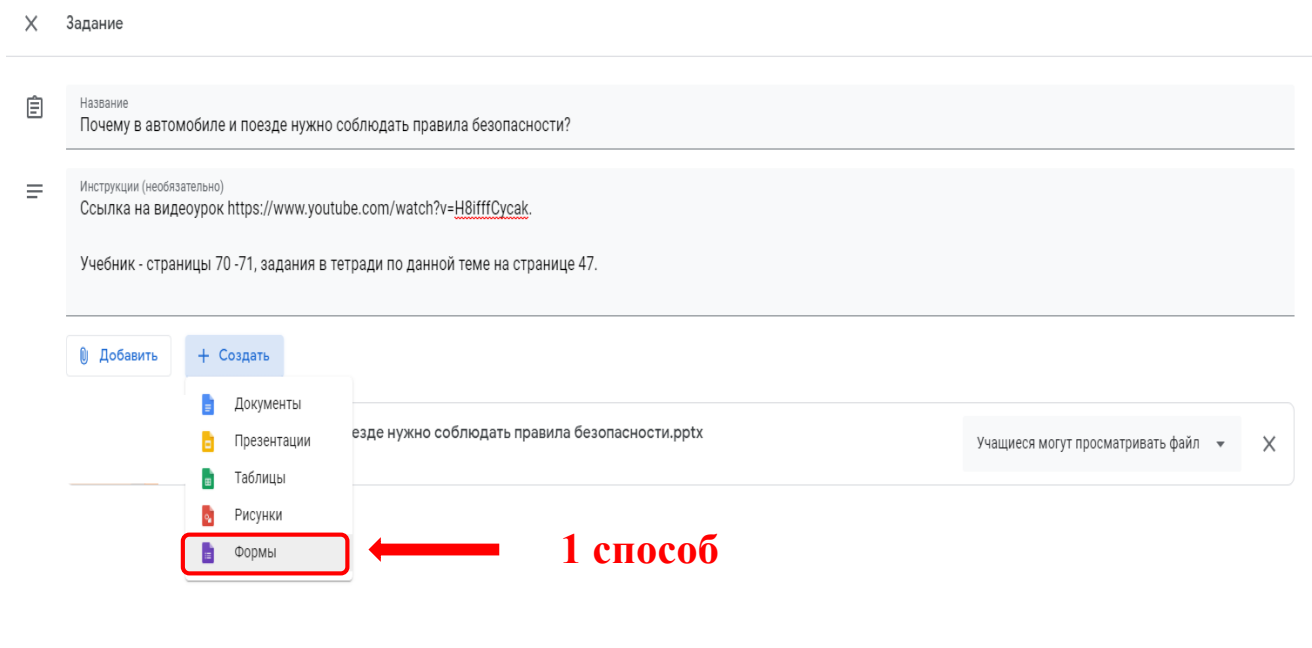 Задание
Название
Почему в автомобиле и поезде нужно соблюдать правила безопасности?
Инструкции (необязательно)
Ссылка на видеоурок https://www.youtube.com/watch?v=H8ifffCycak.
Учебник - страницы 70 -71, задания в тетради по данной теме на странице 47.
Добавить
+ Создать
Документы
езде нужно соблюдать правила безопасности.pptx
Учащиеся могут просматривать файл
Презентации
Таблицы
Рисунки
Формы
1 способ